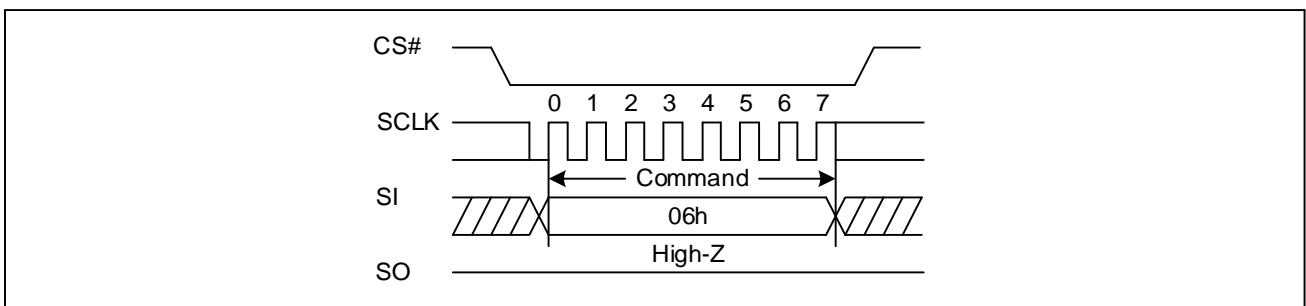 CS#
0 1 2 3 4 5 6 7
SCLK
Command
SI
06h
High-Z
SO